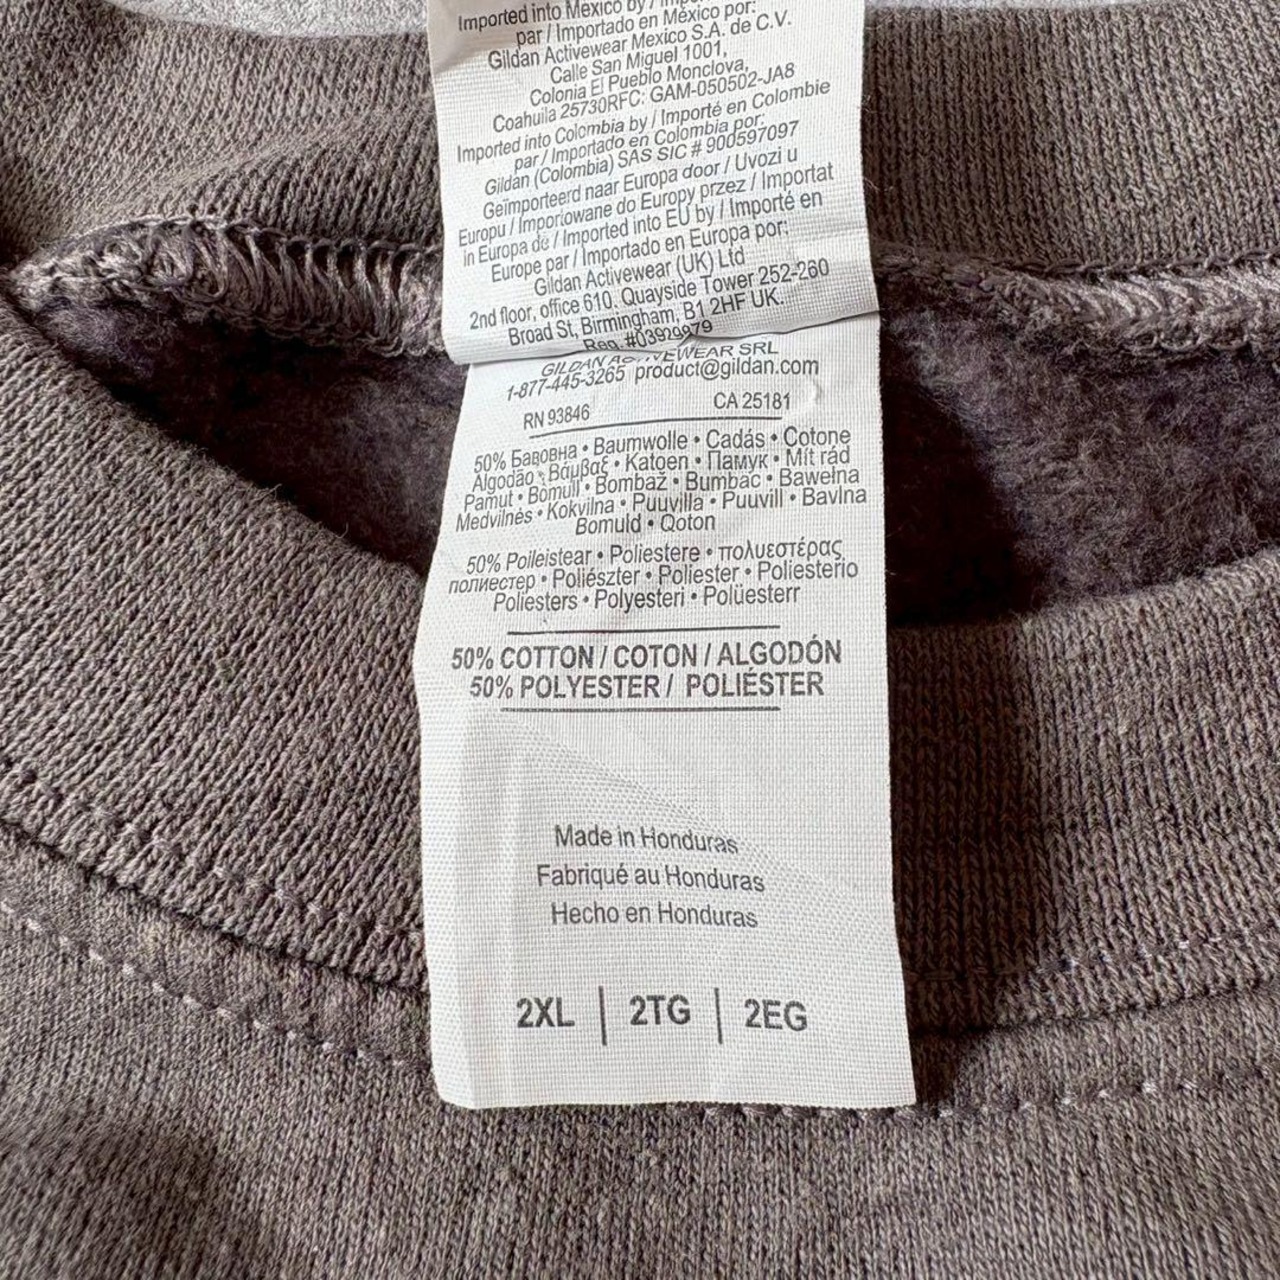 Imported into Mexico by /
par / Importado en México por:
Gildan Activewear Mexico S.A. de C.V.
Calle San Miguel 1001,
Colonia El Pueblo Monclova,
Coahuila 25730RFC: GAM-050502-JA8
Imported into Colombia by / Importé en Colombie
par / Importado en Colombia por:
Gildan (Colombia) SAS SIC # 900597097
Geïmporteerd naar Europa door / Uvozi u
Europu / Importowane do Europy przez / Importat
in Europa de / Imported into EU by / Importé en
Europe par / Importado en Europa por:
Gildan Activewear (UK) Ltd
2nd floor, office 610, Quayside Tower 252-260
Broad St, Birmingham, B1 2HF UK.
Reg. #03929979
GILDAN ACTIVEWEAR SRL
1-877-445-3265 product@gildan.com
RN 93846 CA 25181
50% Бавовна • Baumwolle • Cadás • Cotone
Algodão • Βάμβαξ • Katoen • Памук • Mít rád
Pamut • Bomull • Bombaž • Bumbac • Bawełna
Medvilnės • Kokvilna • Puuvilla • Puuvill • Bavlna
Bomuld • Qoton
50% Poileistear • Poliestere • πολυεστέρας
полиестер • Poliészter • Poliester • Poliesterio
Poliesters • Polyesteri • Polüesterr
50% COTTON / COTON / ALGODÓN
50% POLYESTER / POLIÉSTER
Made in Honduras
Fabriqué au Honduras
Hecho en Honduras
2XL | 2TG | 2EG